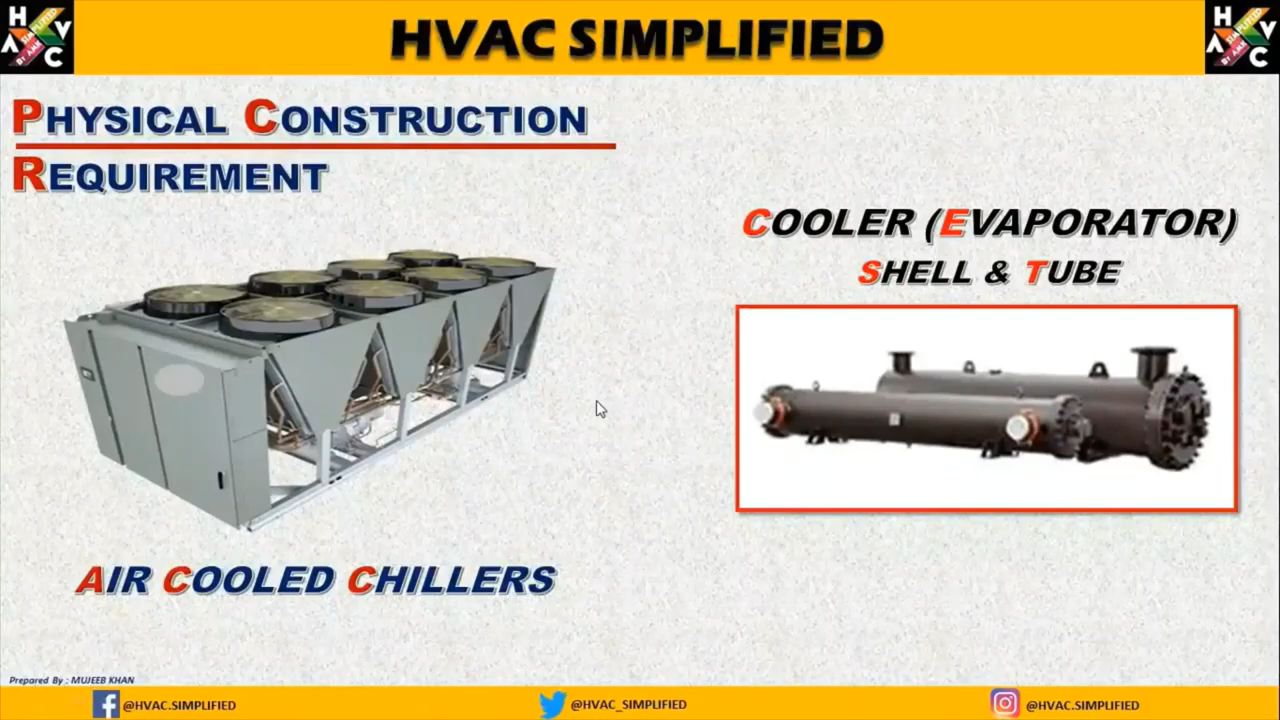 HVAC SIMPLIFIED
PHYSICAL CONSTRUCTION
REQUIREMENT
COOLER (EVAPORATOR)
SHELL & TUBE
AIR COOLED CHILLERS
Prepared By : MUJEEB KHAN
@HVAC.SIMPLIFIED
@HVAC_SIMPLIFIED
@HVAC.SIMPLIFIED